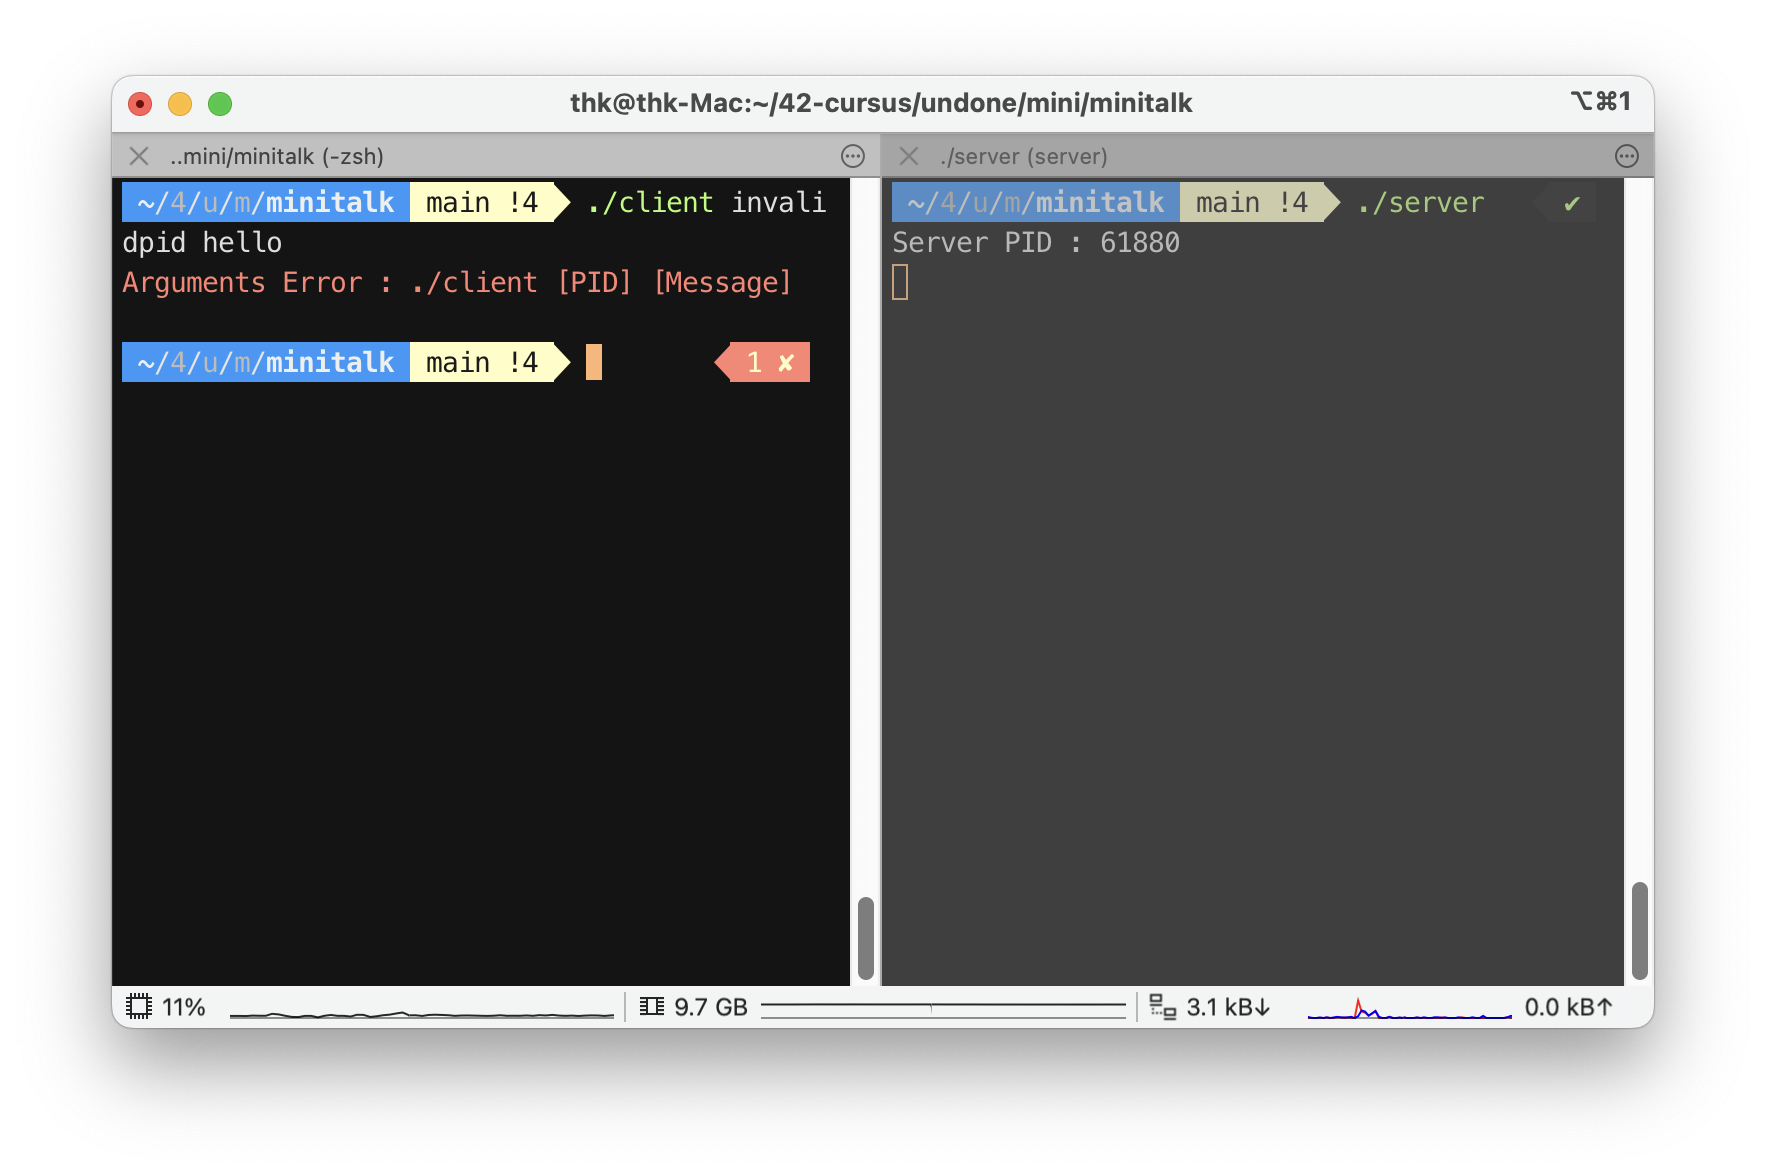 thk@thk-Mac:~/42-cursus/undone/mini/minitalk
⌥⌘1
..mini/minitalk (-zsh)
~/4/u/m/minitalk main !4 ./client invali
dpid hello
Arguments Error : ./client [PID] [Message]
~/4/u/m/minitalk main !4 1 ✘
./server (server)
~/4/u/m/minitalk main !4 ./server ✔
Server PID : 61880
11%
9.7 GB
3.1 kB↓
0.0 kB↑